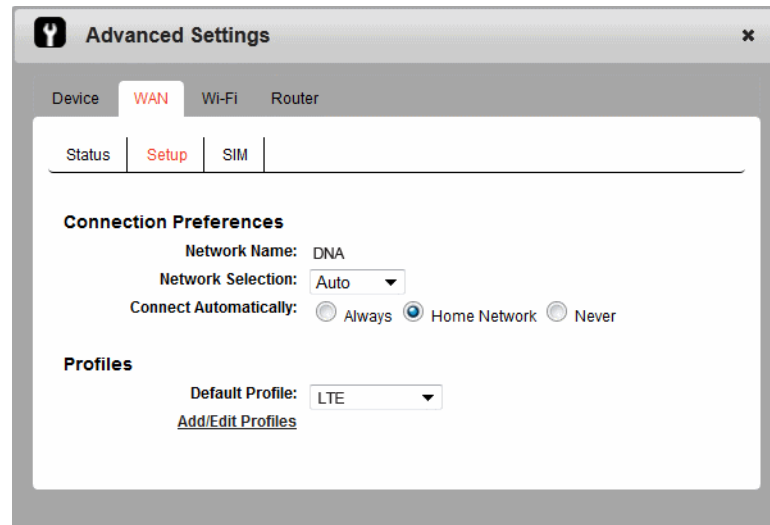 Advanced Settings
Device WAN Wi-Fi Router
Status Setup SIM
Connection Preferences
Network Name: DNA
Network Selection: Auto
Connect Automatically: Always Home Network Never
Profiles
Default Profile: LTE
Add/Edit Profiles